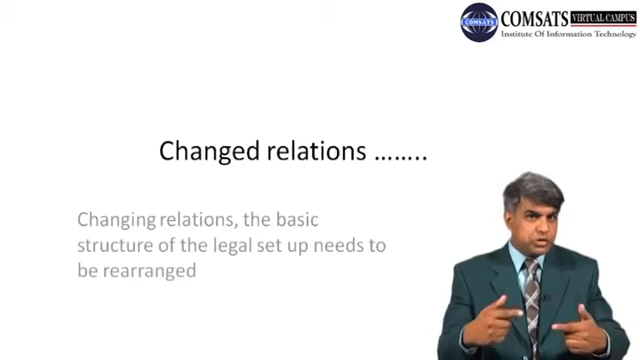 COMSATS VIRTUAL CAMPUS
Institute Of Information Technology
Changed relations ........
Changing relations, the basic
structure of the legal set up needs to
be rearranged